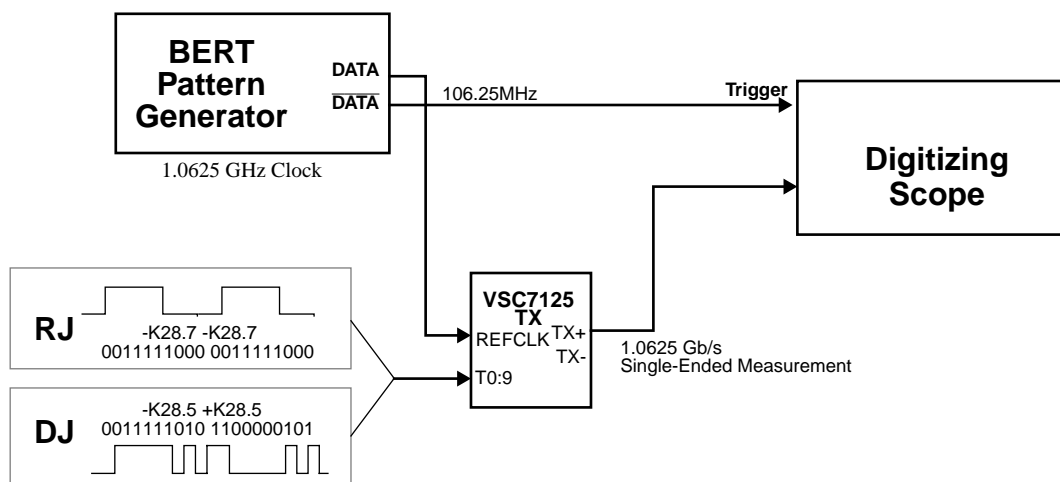 BERT
Pattern
Generator
DATA
DATA
1.0625 GHz Clock
106.25MHz
Trigger
Digitizing
Scope
RJ
-K28.7 -K28.7
0011111000 0011111000
DJ
-K28.5 +K28.5
0011111010 1100000101
VSC7125
TX
REFCLK
TX+
TX-
T0:9
1.0625 Gb/s
Single-Ended Measurement